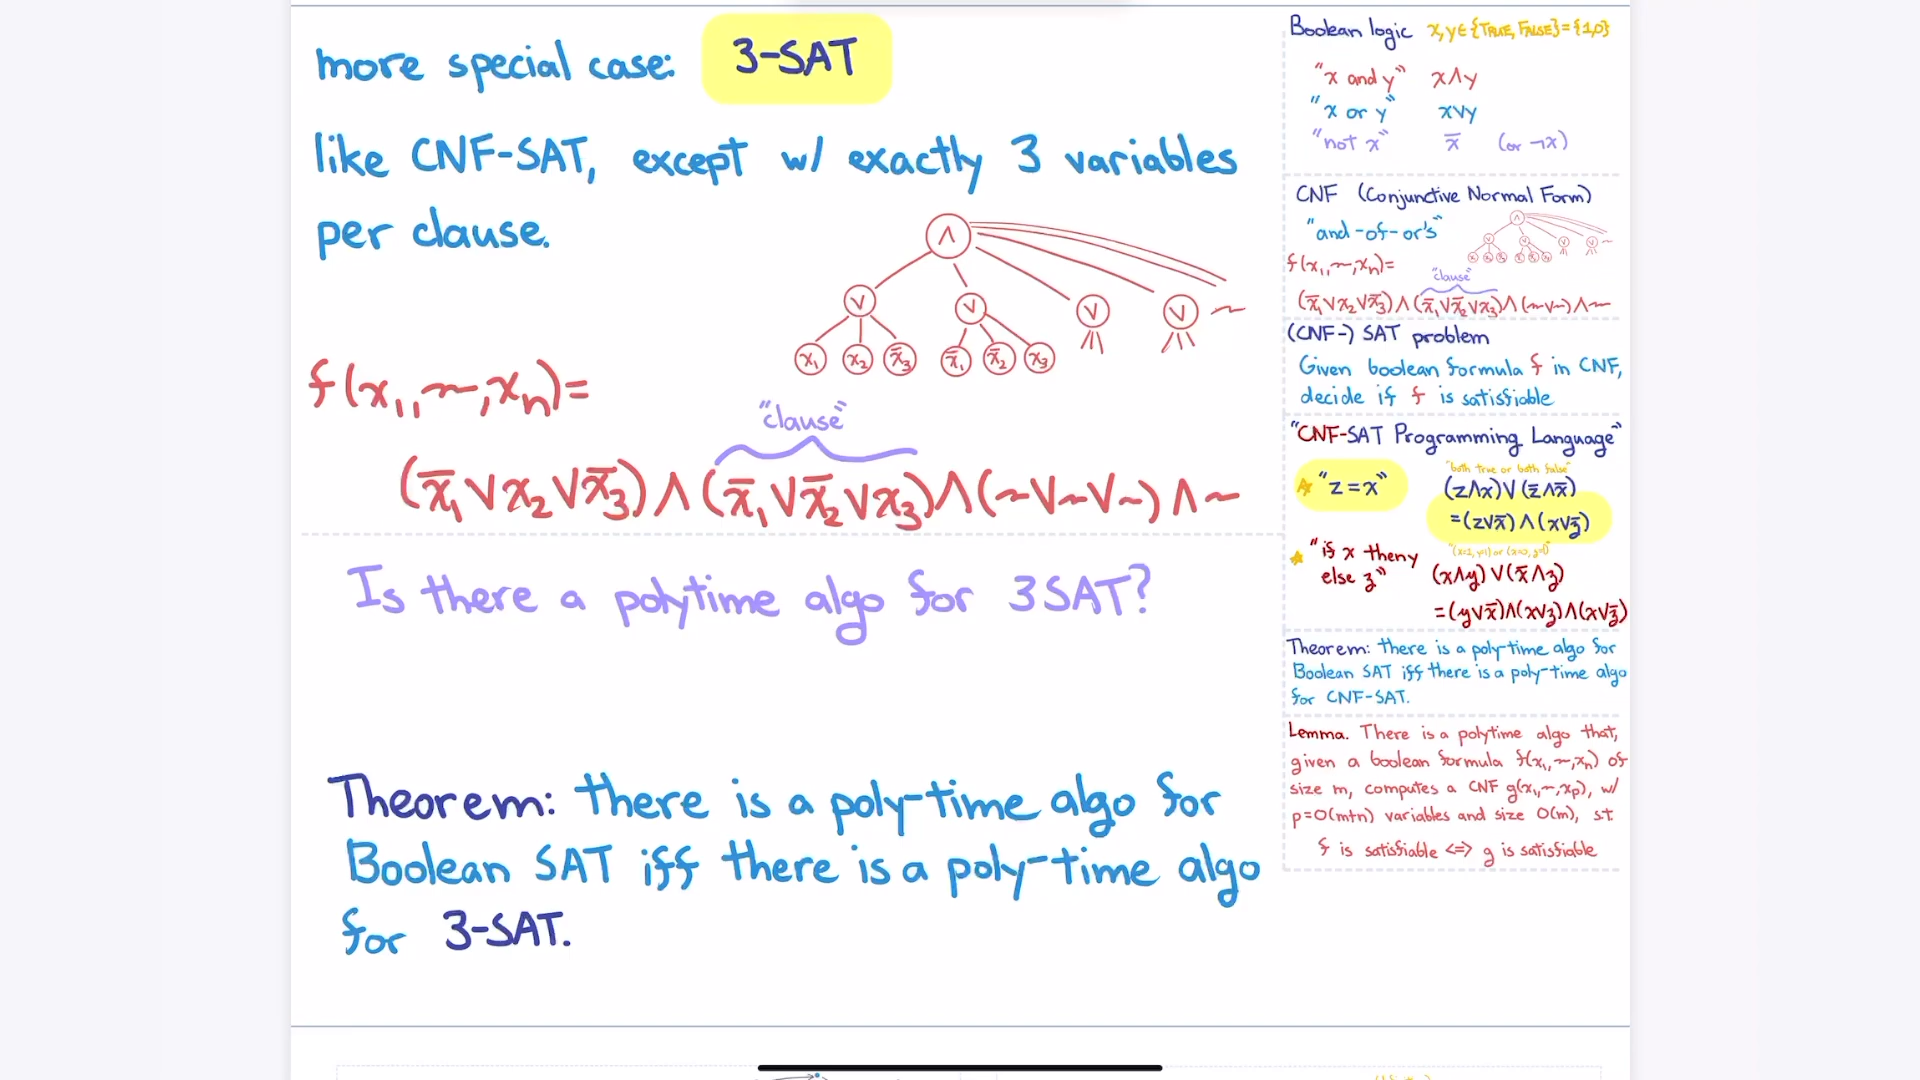 more special case: 3-SAT
like CNF-SAT, except w/ exactly 3 variables
per clause.
∧
∨ ∨ ∨ ∨ ~
x₁ x₂ x̄₃ x̄₁ x̄₂ x₃
f(x₁,~,xₙ)=
"clause"
(x̄₁∨x₂∨x̄₃)∧(x̄₁∨x̄₂∨x₃)∧(~∨~∨~)∧~
Is there a polytime algo for 3SAT?
Theorem: there is a poly-time algo for
Boolean SAT iff there is a poly-time algo
for 3-SAT.
Boolean logic x,y∈{TRUE, FALSE}={1,0}
"x and y" x∧y
"x or y" x∨y
"not x" x̄ (or ¬x)
CNF (Conjunctive Normal Form)
"and-of-or's"
f(x₁,~,xₙ)=
"clause"
(x̄₁∨x₂∨x̄₃)∧(x̄₁∨x̄₂∨x₃)∧(~∨~)∧~
(CNF-) SAT problem
Given boolean formula f in CNF,
decide if f is satisfiable
"CNF-SAT Programming Language"
"both true or both false"
"z=x" (z∧x)∨(z̄∧x̄)
=(z∨x̄)∧(x∨z̄)
"if x then y
else z" (x∧y)∨(x̄∧z)
=(y∨x̄)∧(x∨z)∧(x∨z̄)
Theorem: there is a poly-time algo for
Boolean SAT iff there is a poly-time algo
for CNF-SAT.
Lemma. There is a polytime algo that,
given a boolean formula f(x₁,~,xₙ) of
size m, computes a CNF g(x₁,~,xₚ), w/
p=O(m+n) variables and size O(m), s.t.
f is satisfiable <=> g is satisfiable